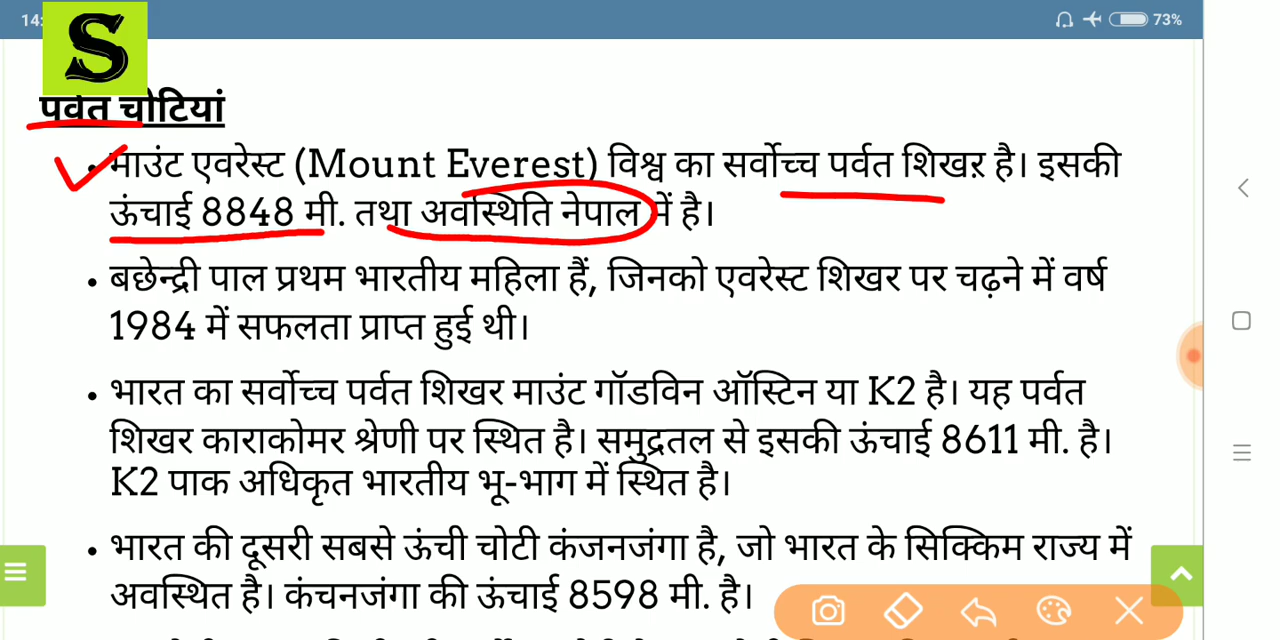 14:
73%
S
पर्वत चोटियां
• माउंट एवरेस्ट (Mount Everest) विश्व का सर्वोच्च पर्वत शिखर है। इसकी
ऊंचाई 8848 मी. तथा अवस्थिति नेपाल में है।
• बछेन्द्री पाल प्रथम भारतीय महिला हैं, जिनको एवरेस्ट शिखर पर चढ़ने में वर्ष
1984 में सफलता प्राप्त हुई थी।
• भारत का सर्वोच्च पर्वत शिखर माउंट गॉडविन ऑस्टिन या K2 है। यह पर्वत
शिखर काराकोमर श्रेणी पर स्थित है। समुद्रतल से इसकी ऊंचाई 8611 मी. है।
K2 पाक अधिकृत भारतीय भू-भाग में स्थित है।
• भारत की दूसरी सबसे ऊंची चोटी कंजनजंगा है, जो भारत के सिक्किम राज्य में
अवस्थित है। कंचनजंगा की ऊंचाई 8598 मी. है।